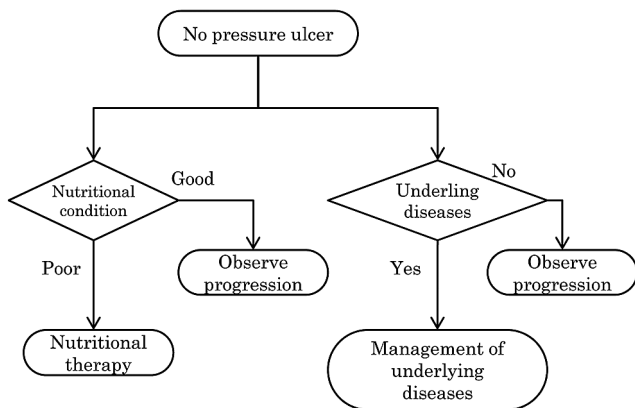 No pressure ulcer
Nutritional
condition
Good
Poor
Observe
progression
Nutritional
therapy
Underling
diseases
No
Yes
Observe
progression
Management of
underlying
diseases